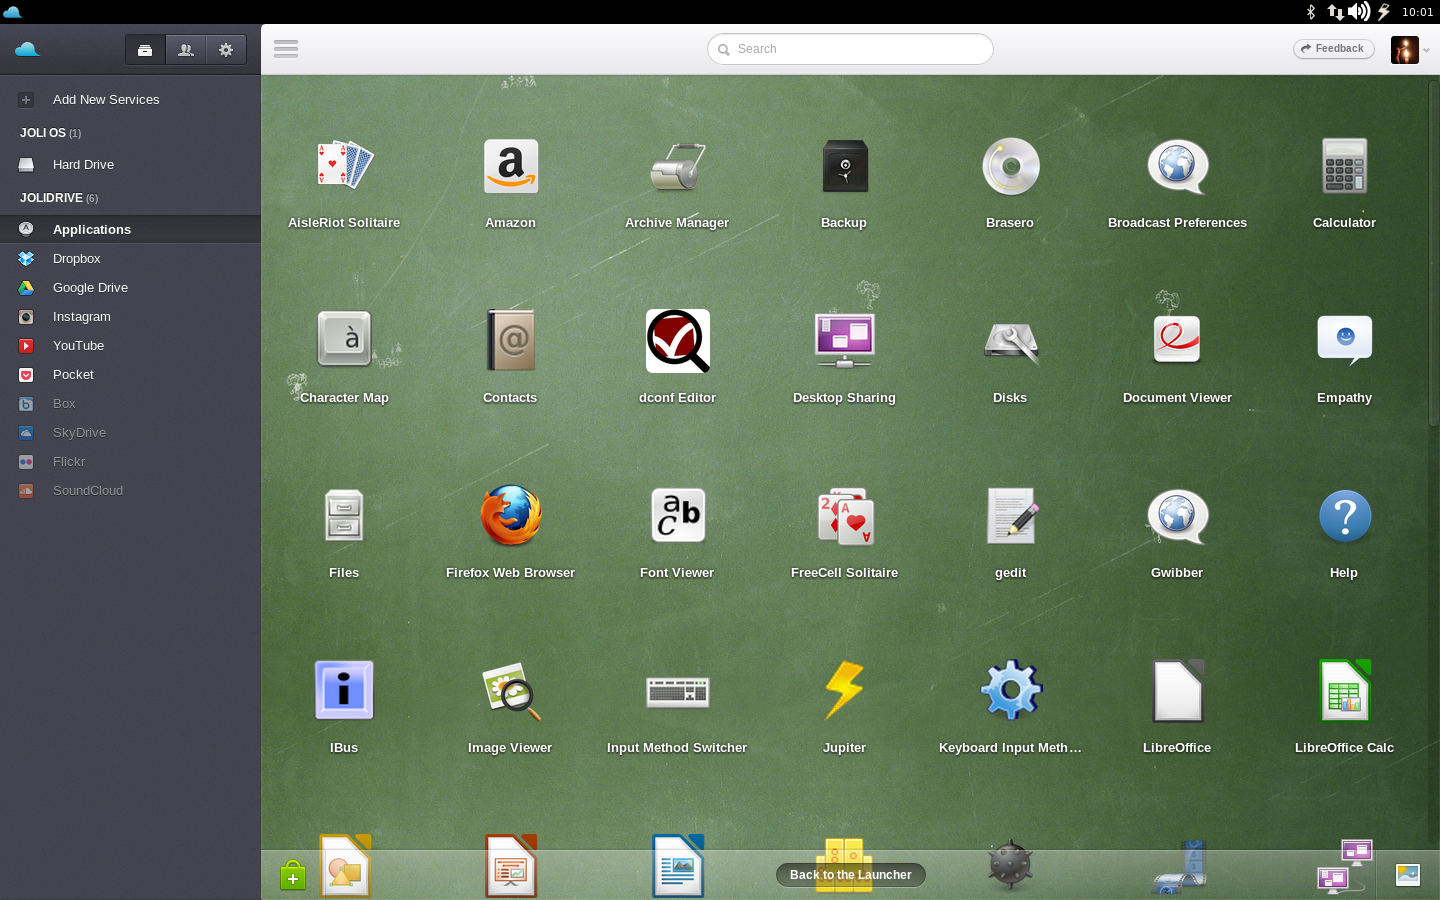 10:01
Search
Feedback
Add New Services
JOLI OS (1)
Hard Drive
JOLIDRIVE (6)
Applications
Dropbox
Google Drive
Instagram
YouTube
Pocket
Box
SkyDrive
Flickr
SoundCloud
AisleRiot Solitaire
Amazon
Archive Manager
Backup
Brasero
Broadcast Preferences
Calculator
Character Map
Contacts
dconf Editor
Desktop Sharing
Disks
Document Viewer
Empathy
Files
Firefox Web Browser
Font Viewer
FreeCell Solitaire
gedit
Gwibber
Help
IBus
Image Viewer
Input Method Switcher
Jupiter
Keyboard Input Meth…
LibreOffice
LibreOffice Calc
Back to the Launcher